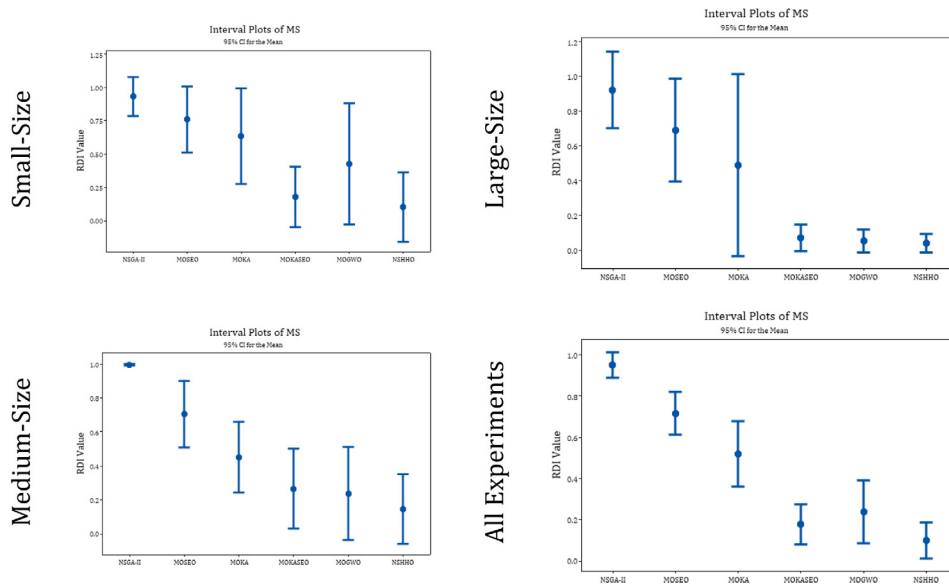 Small-Size
Interval Plots of MS
95% CI for the Mean
RDI Value
1.25
1.00
0.75
0.50
0.25
0.00
NSGA-II MOSEO MOKA MOKASEO MOGWO NSHHO
Large-Size
Interval Plots of MS
95% CI for the Mean
RDI Value
1.2
1.0
0.8
0.6
0.4
0.2
0.0
NSGA-II MOSEO MOKA MOKASEO MOGWO NSHHO
Medium-Size
Interval Plots of MS
95% CI for the Mean
RDI Value
1.0
0.8
0.6
0.4
0.2
0.0
NSGA-II MOSEO MOKA MOKASEO MOGWO NSHHO
All Experiments
Interval Plots of MS
95% CI for the Mean
RDI Value
1.0
0.8
0.6
0.4
0.2
0.0
NSGA-II MOSEO MOKA MOKASEO MOGWO NSHHO